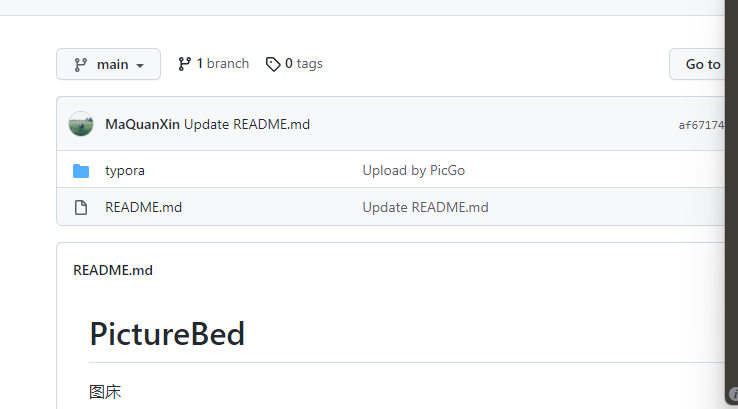 main 1 branch 0 tags Go to
MaQuanXin Update README.md af67174
typora Upload by PicGo
README.md Update README.md
README.md
PictureBed
图床